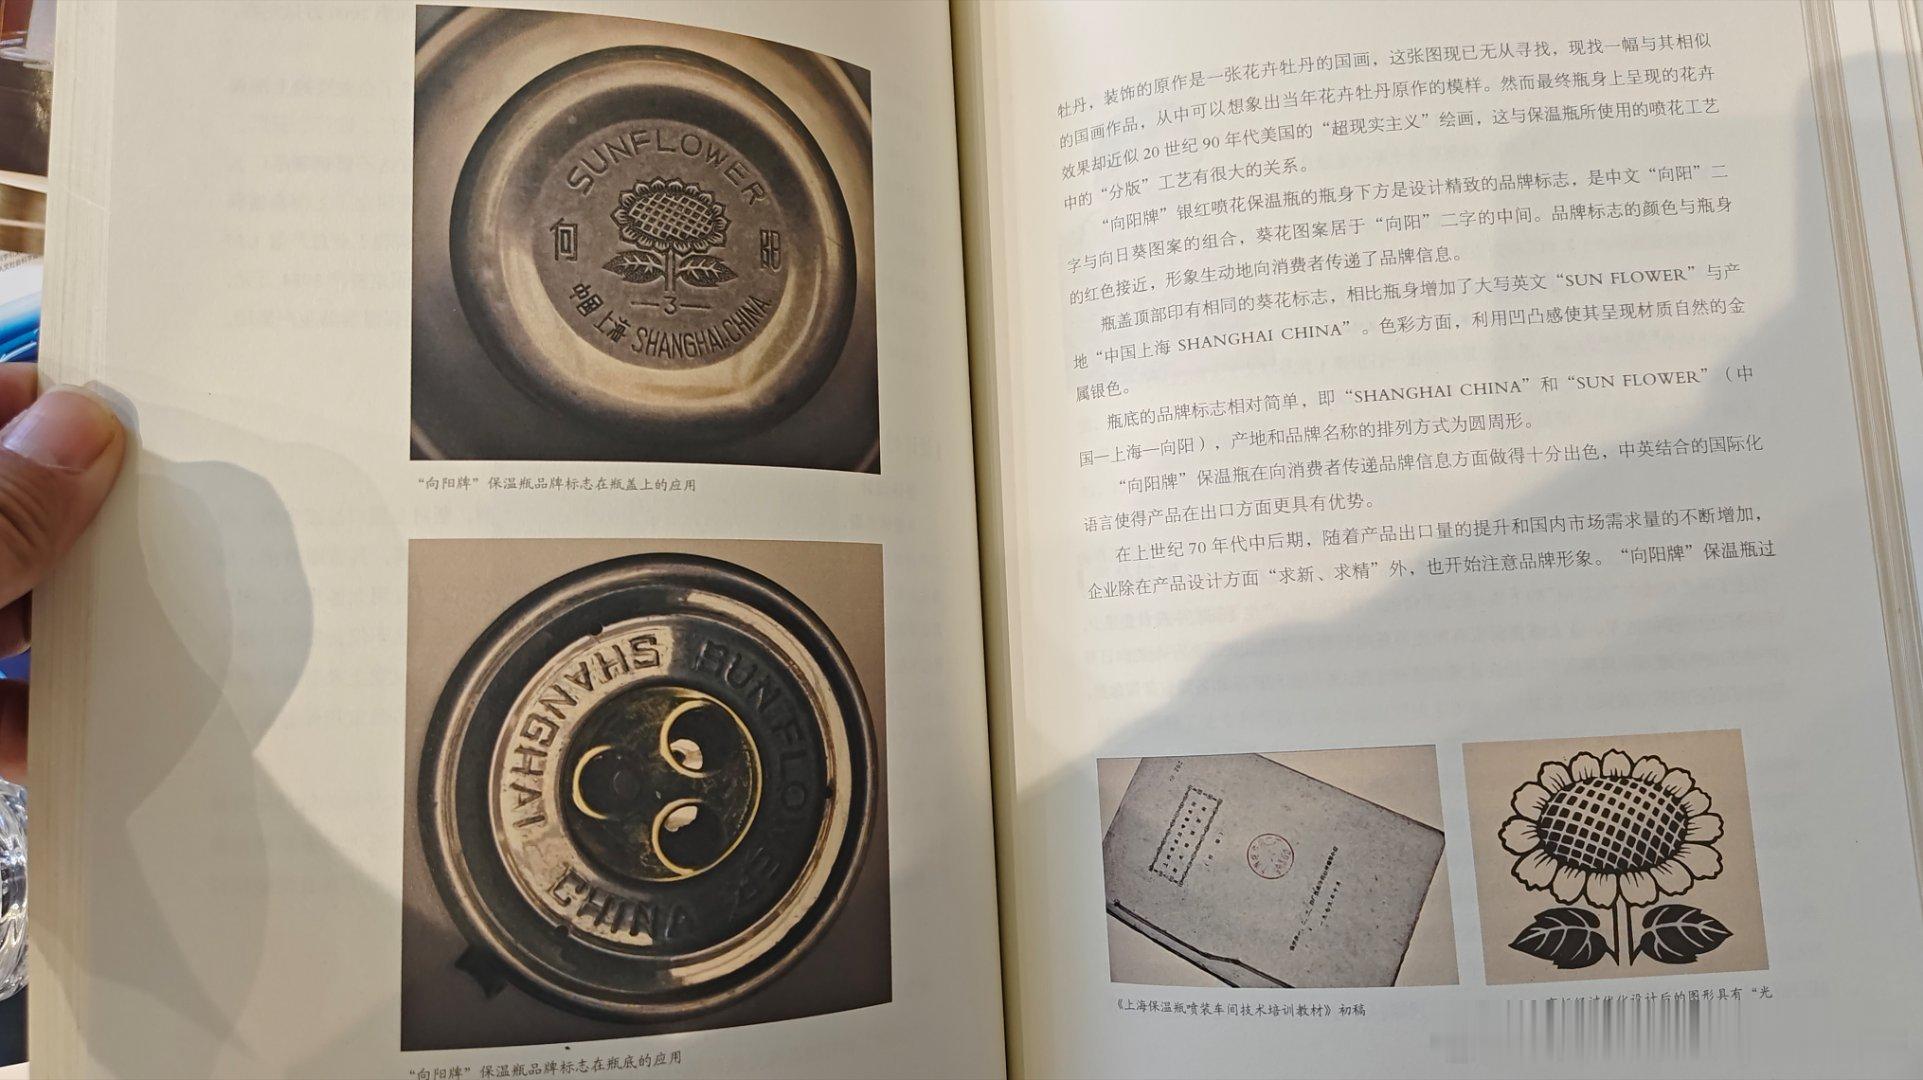 SUNFLOWER
向 阳
—3—
中国上海 SHANGHAI.CHINA.
“向阳牌”保温瓶品牌标志在瓶盖上的应用
SHANGHAI CHINA
SUN FLOWER
“向阳牌”保温瓶品牌标志在瓶底的应用
牡丹，装饰的原作是一张花卉牡丹的国画，这张图现已无从寻找，现找一幅与其相似
的国画作品，从中可以想象出当年花卉牡丹原作的模样。然而最终瓶身上呈现的花卉
效果却近似 20 世纪 90 年代美国的“超现实主义”绘画，这与保温瓶所使用的喷花工艺
中的“分版”工艺有很大的关系。
“向阳牌”银红喷花保温瓶的瓶身下方是设计精致的品牌标志，是中文“向阳”二
字与向日葵图案的组合，葵花图案居于“向阳”二字的中间。品牌标志的颜色与瓶身
的红色接近，形象生动地向消费者传递了品牌信息。
瓶盖顶部印有相同的葵花标志，相比瓶身增加了大写英文“SUN FLOWER”与产
地“中国上海 SHANGHAI CHINA”。色彩方面，利用凹凸感使其呈现材质自然的金
属银色。
瓶底的品牌标志相对简单，即“SHANGHAI CHINA”和“SUN FLOWER”（中
国—上海—向阳），产地和品牌名称的排列方式为圆周形。
“向阳牌”保温瓶在向消费者传递品牌信息方面做得十分出色，中英结合的国际化
语言使得产品在出口方面更具有优势。
在上世纪 70 年代中后期，随着产品出口量的提升和国内市场需求量的不断增加，
企业除在产品设计方面“求新、求精”外，也开始注意品牌形象。“向阳牌”保温瓶过
《上海保温瓶喷装车间技术培训教材》初稿
优化设计后的图形具有“光